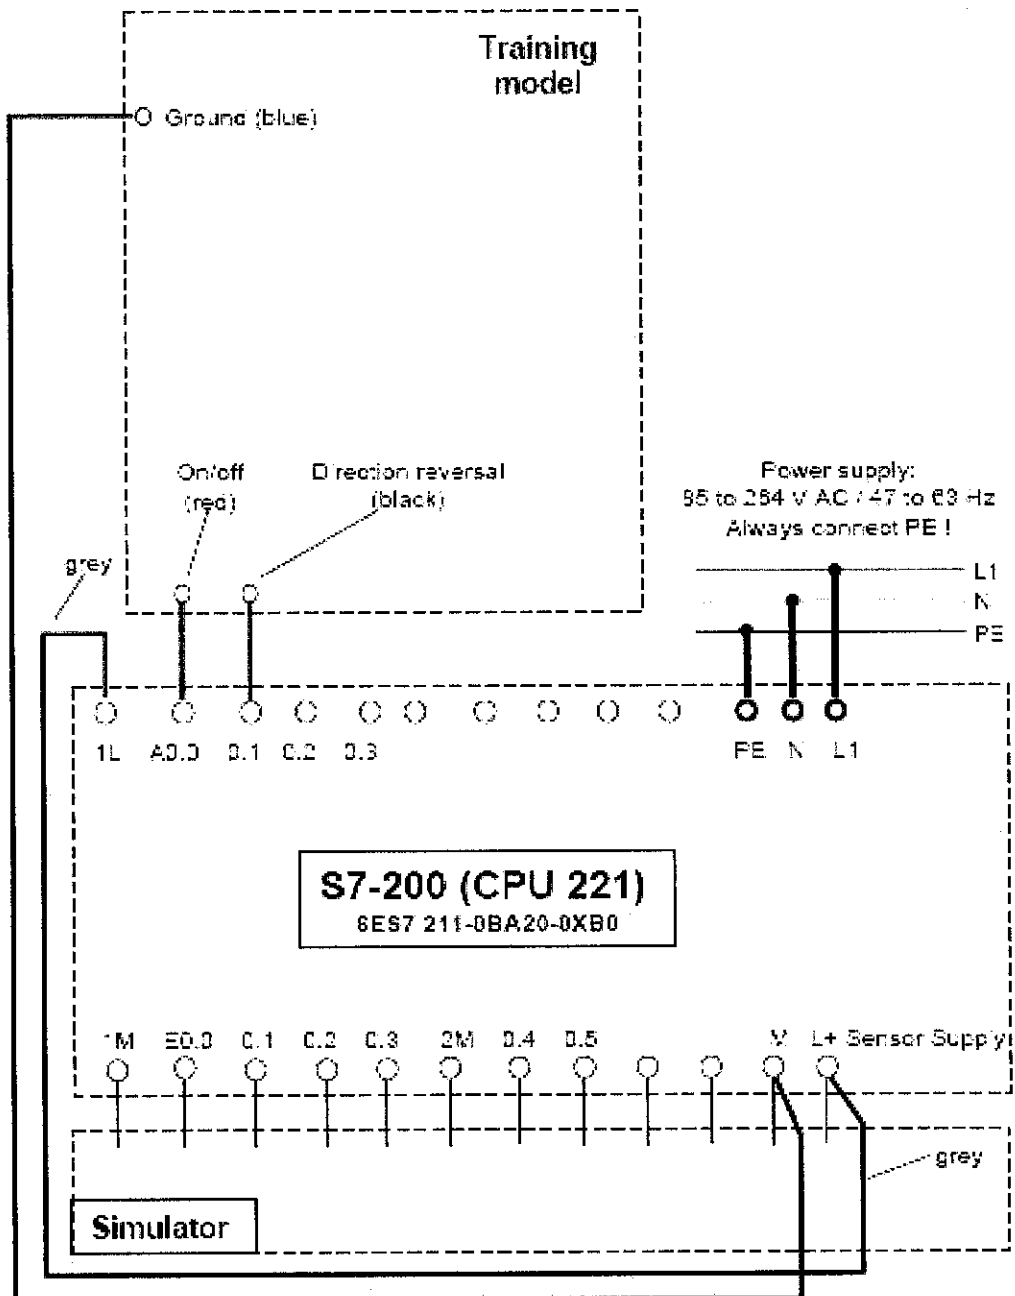 Training
model
Ground (blue)
On/off
(red)
Direction reversal
(black)
Power supply:
85 to 264 V AC / 47 to 63 Hz
Always connect PE !
grey
L1
N
PE
1L A0.0 0.1 0.2 0.3
PE N L1
S7-200 (CPU 221)
6ES7 211-0BA20-0XB0
1M E0.0 0.1 0.2 0.3 2M 0.4 0.5 M L+ Sensor Supply
grey
Simulator